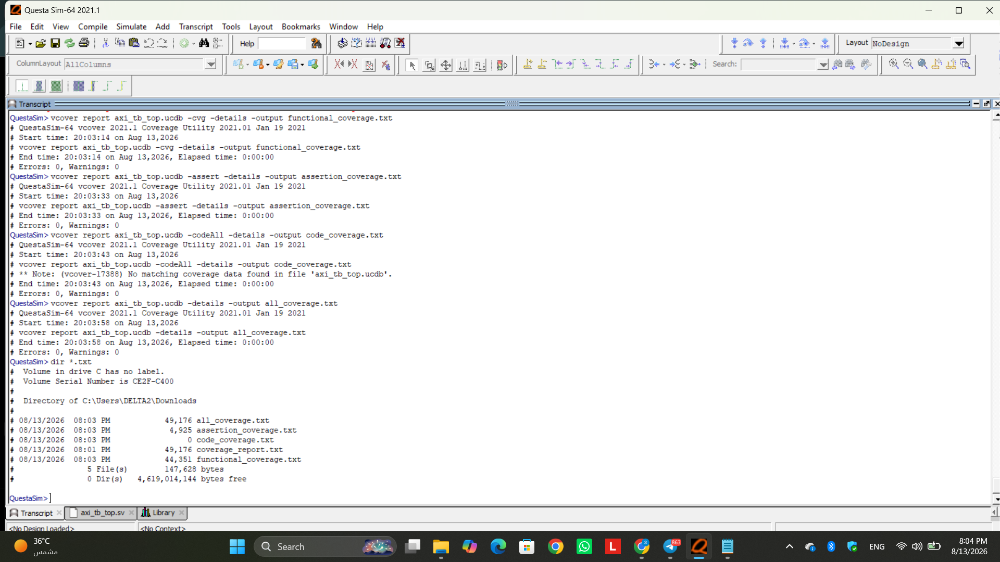 Questa Sim-64 2021.1
File Edit View Compile Simulate Add Transcript Tools Layout Bookmarks Window Help
Help
Layout NoDesign
ColumnLayout AllColumns
Search:
Transcript
QuestaSim> vcover report axi_tb_top.ucdb -cvg -details -output functional_coverage.txt
# QuestaSim-64 vcover 2021.1 Coverage Utility 2021.01 Jan 19 2021
# Start time: 20:03:14 on Aug 13,2026
# vcover report axi_tb_top.ucdb -cvg -details -output functional_coverage.txt
# End time: 20:03:14 on Aug 13,2026, Elapsed time: 0:00:00
# Errors: 0, Warnings: 0
QuestaSim> vcover report axi_tb_top.ucdb -assert -details -output assertion_coverage.txt
# QuestaSim-64 vcover 2021.1 Coverage Utility 2021.01 Jan 19 2021
# Start time: 20:03:33 on Aug 13,2026
# vcover report axi_tb_top.ucdb -assert -details -output assertion_coverage.txt
# End time: 20:03:33 on Aug 13,2026, Elapsed time: 0:00:00
# Errors: 0, Warnings: 0
QuestaSim> vcover report axi_tb_top.ucdb -codeAll -details -output code_coverage.txt
# QuestaSim-64 vcover 2021.1 Coverage Utility 2021.01 Jan 19 2021
# Start time: 20:03:43 on Aug 13,2026
# vcover report axi_tb_top.ucdb -codeAll -details -output code_coverage.txt
# ** Note: (vcover-17388) No matching coverage data found in file 'axi_tb_top.ucdb'.
# End time: 20:03:43 on Aug 13,2026, Elapsed time: 0:00:00
# Errors: 0, Warnings: 0
QuestaSim> vcover report axi_tb_top.ucdb -details -output all_coverage.txt
# QuestaSim-64 vcover 2021.1 Coverage Utility 2021.01 Jan 19 2021
# Start time: 20:03:58 on Aug 13,2026
# vcover report axi_tb_top.ucdb -details -output all_coverage.txt
# End time: 20:03:58 on Aug 13,2026, Elapsed time: 0:00:00
# Errors: 0, Warnings: 0
QuestaSim> dir *.txt
# Volume in drive C has no label.
# Volume Serial Number is CE2F-C400
#
# Directory of C:\Users\DELTA2\Downloads
#
# 08/13/2026 08:03 PM 49,176 all_coverage.txt
# 08/13/2026 08:03 PM 4,925 assertion_coverage.txt
# 08/13/2026 08:03 PM 0 code_coverage.txt
# 08/13/2026 08:01 PM 49,176 coverage_report.txt
# 08/13/2026 08:03 PM 44,351 functional_coverage.txt
# 5 File(s) 147,628 bytes
# 0 Dir(s) 4,619,014,144 bytes free
QuestaSim>
Transcript axi_tb_top.sv Library
<No Design Loaded> <No Context>
36°C
مشمس
Search
863
ENG
8:04 PM
8/13/2026